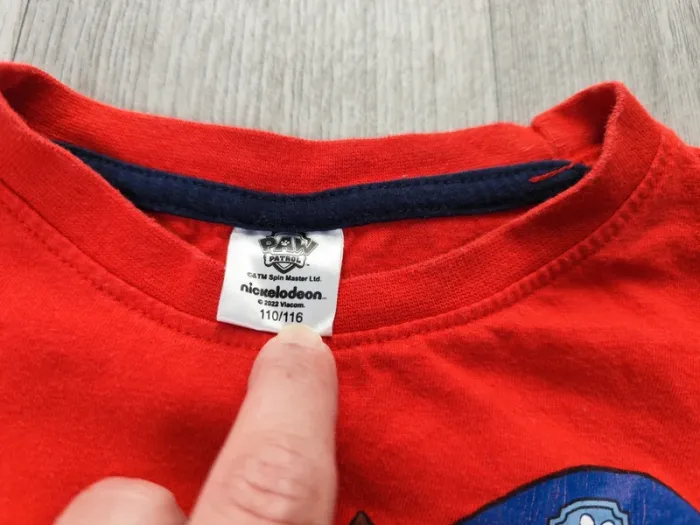 PAW
PATROL
©&TM Spin Master Ltd.
nickelodeon
© 2022 Viacom.
110/116